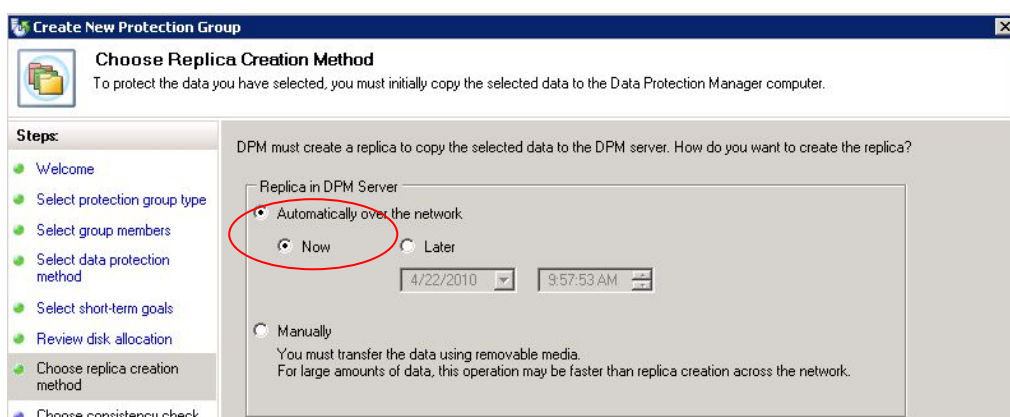 Create New Protection Group
Choose Replica Creation Method
To protect the data you have selected, you must initially copy the selected data to the Data Protection Manager computer.
Steps:
Welcome
Select protection group type
Select group members
Select data protection
method
Select short-term goals
Review disk allocation
Choose replica creation
method
Choose consistency check
DPM must create a replica to copy the selected data to the DPM server. How do you want to create the replica?
Replica in DPM Server
Automatically over the network
Now Later
4/22/2010 9:57:53 AM
Manually
You must transfer the data using removable media.
For large amounts of data, this operation may be faster than replica creation across the network.